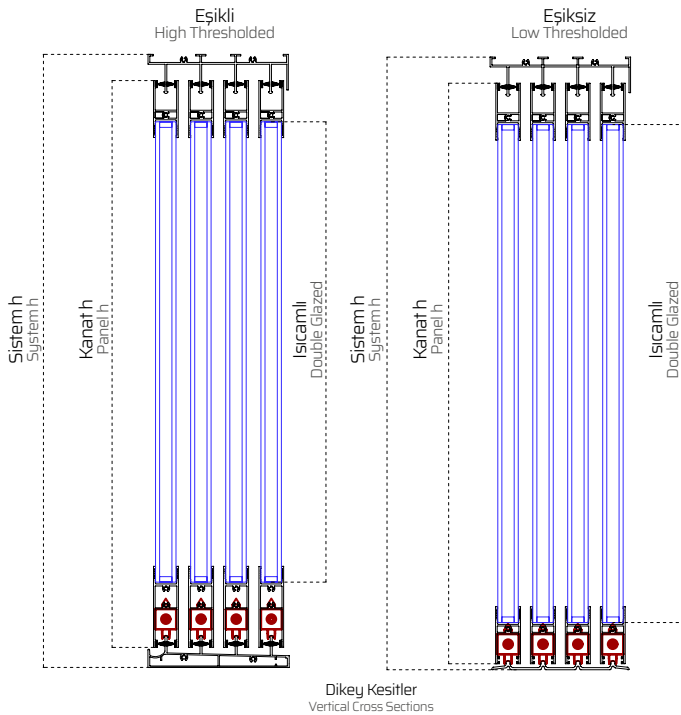 Eşikli
High Thresholded
Eşiksiz
Low Thresholded
Sistem h
System h
Kanat h
Panel h
Isıcamlı
Double Glazed
Sistem h
System h
Kanat h
Panel h
Isıcamlı
Double Glazed
Dikey Kesitler
Vertical Cross Sections